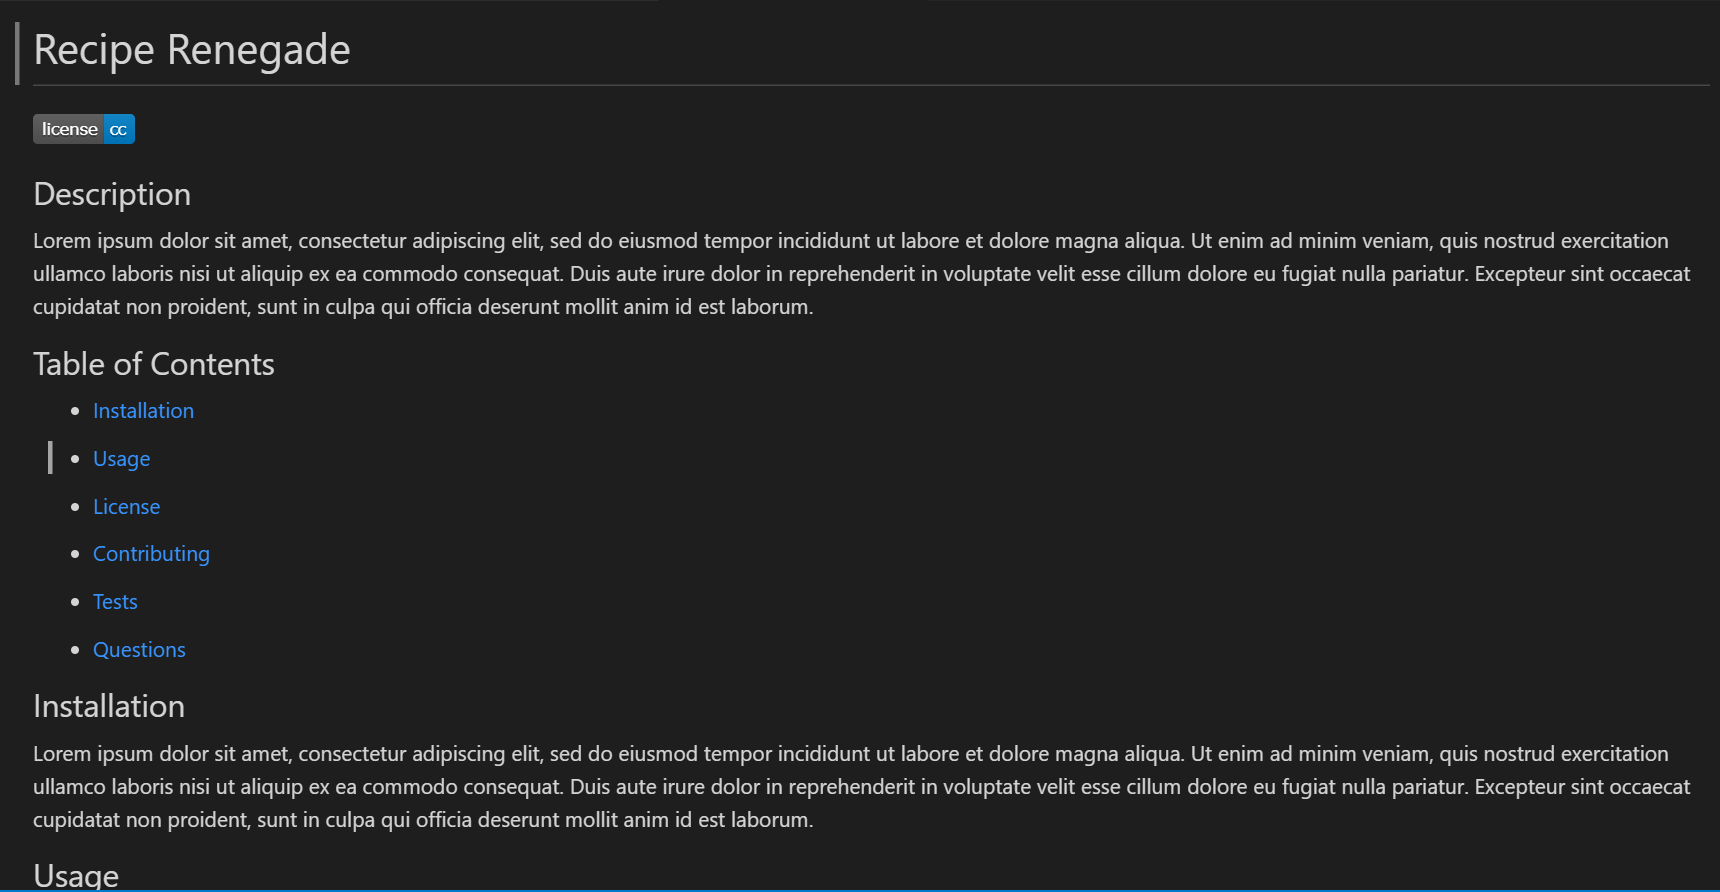 Recipe Renegade
license cc
Description
Lorem ipsum dolor sit amet, consectetur adipiscing elit, sed do eiusmod tempor incididunt ut labore et dolore magna aliqua. Ut enim ad minim veniam, quis nostrud exercitation
ullamco laboris nisi ut aliquip ex ea commodo consequat. Duis aute irure dolor in reprehenderit in voluptate velit esse cillum dolore eu fugiat nulla pariatur. Excepteur sint occaecat
cupidatat non proident, sunt in culpa qui officia deserunt mollit anim id est laborum.
Table of Contents
Installation
Usage
License
Contributing
Tests
Questions
Installation
Lorem ipsum dolor sit amet, consectetur adipiscing elit, sed do eiusmod tempor incididunt ut labore et dolore magna aliqua. Ut enim ad minim veniam, quis nostrud exercitation
ullamco laboris nisi ut aliquip ex ea commodo consequat. Duis aute irure dolor in reprehenderit in voluptate velit esse cillum dolore eu fugiat nulla pariatur. Excepteur sint occaecat
cupidatat non proident, sunt in culpa qui officia deserunt mollit anim id est laborum.
Usage